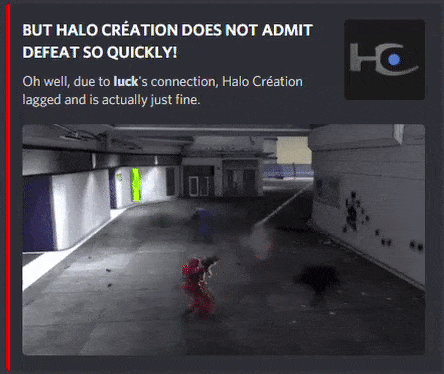 BUT HALO CRÉATION DOES NOT ADMIT
DEFEAT SO QUICKLY!
HC
Oh well, due to luck's connection, Halo Création
lagged and is actually just fine.